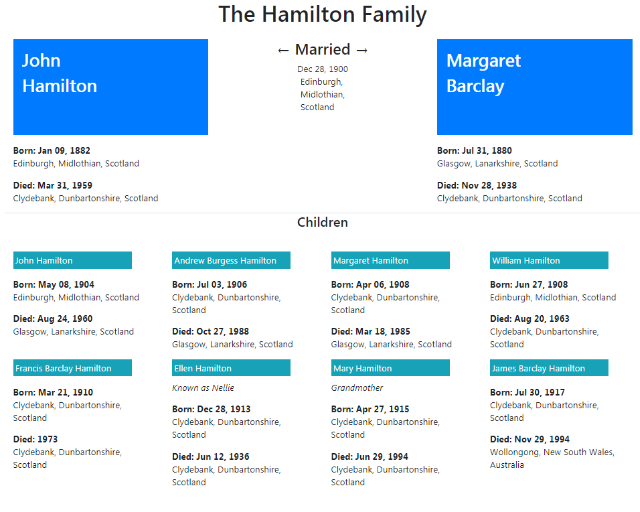 The Hamilton Family
John
Hamilton
← Married →
Dec 28, 1900
Edinburgh,
Midlothian,
Scotland
Margaret
Barclay
Born: Jan 09, 1882
Edinburgh, Midlothian, Scotland
Died: Mar 31, 1959
Clydebank, Dunbartonshire, Scotland
Born: Jul 31, 1880
Glasgow, Lanarkshire, Scotland
Died: Nov 28, 1938
Clydebank, Dunbartonshire, Scotland
Children
John Hamilton
Born: May 08, 1904
Edinburgh, Midlothian, Scotland
Died: Aug 24, 1960
Glasgow, Lanarkshire, Scotland
Andrew Burgess Hamilton
Born: Jul 03, 1906
Clydebank, Dunbartonshire,
Scotland
Died: Oct 27, 1988
Glasgow, Lanarkshire, Scotland
Margaret Hamilton
Born: Apr 06, 1908
Clydebank, Dunbartonshire,
Scotland
Died: Mar 18, 1985
Glasgow, Lanarkshire, Scotland
William Hamilton
Born: Jun 27, 1908
Edinburgh, Midlothian, Scotland
Died: Aug 20, 1963
Clydebank, Dunbartonshire,
Scotland
Francis Barclay Hamilton
Born: Mar 21, 1910
Clydebank, Dunbartonshire,
Scotland
Died: 1973
Clydebank, Dunbartonshire,
Scotland
Ellen Hamilton
Known as Nellie
Born: Dec 28, 1913
Clydebank, Dunbartonshire,
Scotland
Died: Jun 12, 1936
Clydebank, Dunbartonshire,
Scotland
Mary Hamilton
Grandmother
Born: Apr 27, 1915
Clydebank, Dunbartonshire,
Scotland
Died: Jun 29, 1994
Clydebank, Dunbartonshire,
Scotland
James Barclay Hamilton
Born: Jul 30, 1917
Clydebank, Dunbartonshire,
Scotland
Died: Nov 29, 1994
Wollongong, New South Wales,
Australia